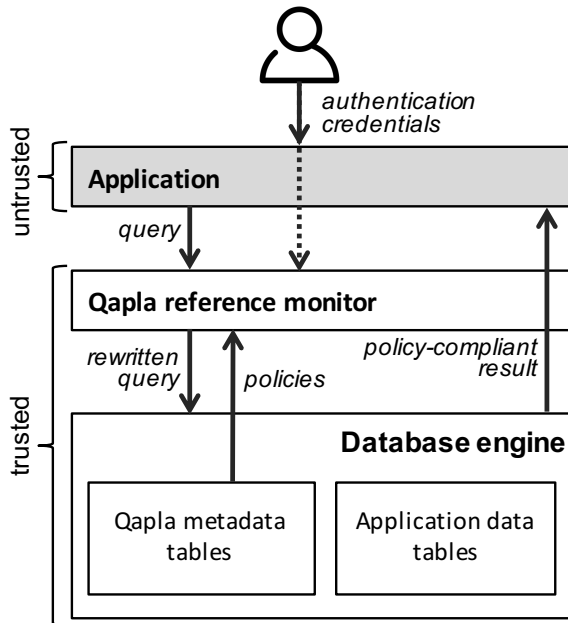 authentication
credentials
untrusted
Application
query
Qapla reference monitor
rewritten
query
policies
policy-compliant
result
trusted
Database engine
Qapla metadata
tables
Application data
tables